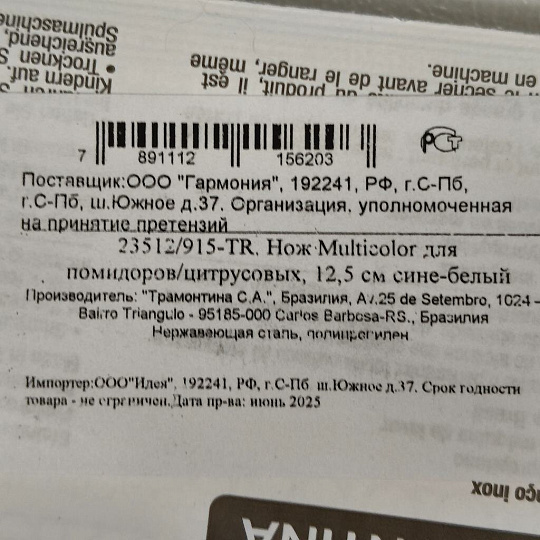 Spülmaschine
ausreichend,
• Trocknen S
Kindern auf.
en machine.
sécher avant de le ranger,
du produit, il est même
7 891112 156203
РСТ
Поставщик:ООО "Гармония", 192241, РФ, г.С-Пб,
г.С-Пб, ш.Южное д.37. Организация, уполномоченная
на принятие претензий
23512/915-TR. Нож Multicolor для
помидоров/цитрусовых, 12,5 см сине-белый
Производитель: "Трамонтина С.А.", Бразилия, Av.25 de Setembro, 1024 –
Bairro Triangulo - 95185-000 Carlos Barbosa-RS., Бразилия
Нержавеющая сталь, полипропилен
Импортер:ООО"Идея". 192241, РФ, г.С-Пб ш.Южное д.37. Срок годности
товара - не ограничен.Дата пр-ва: июнь 2025
aço inox